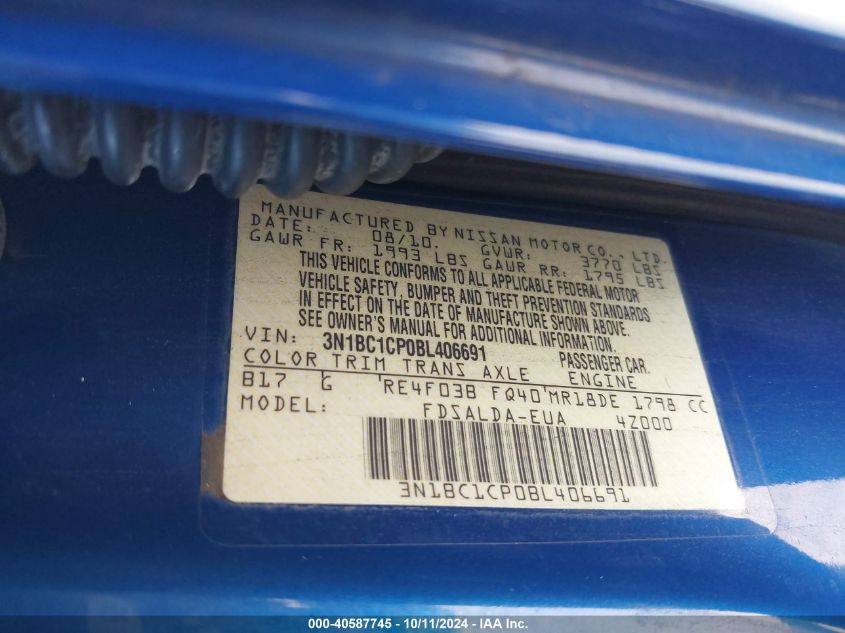 MANUFACTURED BY NISSAN MOTOR CO., LTD.
DATE: 08/10. GVWR: 3770 LBS
GAWR FR: 1993 LBS GAWR RR: 1795 LBS
THIS VEHICLE CONFORMS TO ALL APPLICABLE FEDERAL MOTOR
VEHICLE SAFETY, BUMPER AND THEFT PREVENTION STANDARDS
IN EFFECT ON THE DATE OF MANUFACTURE SHOWN ABOVE.
SEE OWNER'S MANUAL FOR ADDITIONAL INFORMATION.
VIN: 3N1BC1CP0BL406691 PASSENGER CAR.
COLOR TRIM TRANS AXLE ENGINE
B17 G RE4F03B FQ40 MR18DE 1798 CC
MODEL: FDSALDA-EUA 4Z000
3N1BC1CP0BL406691
000-40587745 - 10/11/2024 - IAAI.com